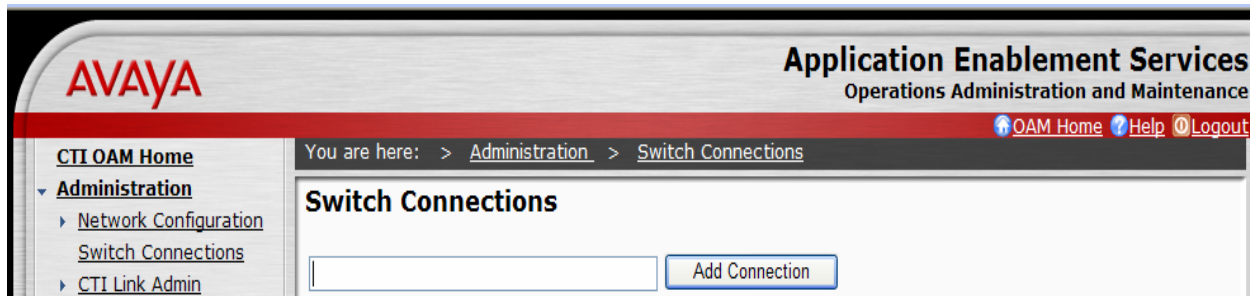 AVAYA
Application Enablement Services
Operations Administration and Maintenance
OAM Home Help Logout
CTI OAM Home
Administration
Network Configuration
Switch Connections
CTI Link Admin
You are here: > Administration > Switch Connections
Switch Connections
Add Connection